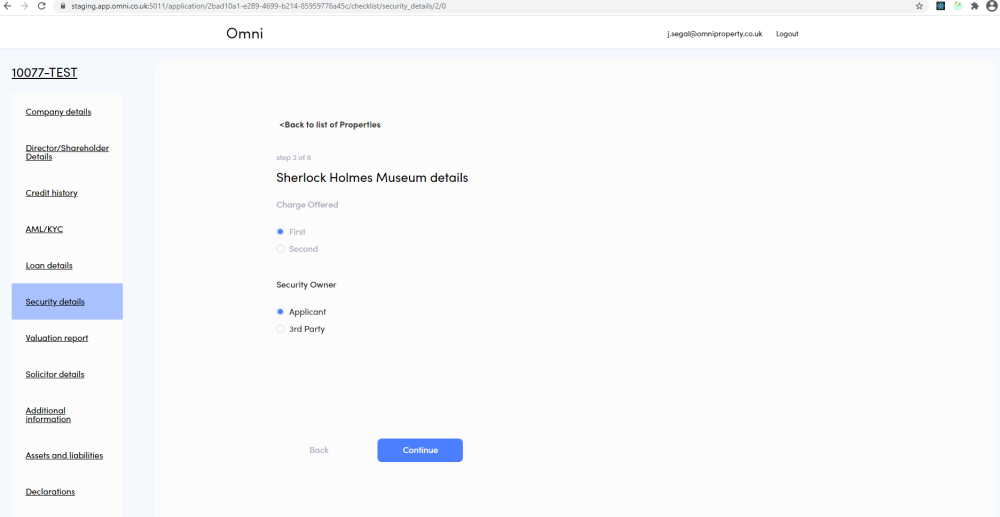 staging.app.omni.co.uk:5011/application/2bad10a1-e289-4699-b214-85959776a45c/checklist/security_details/2/0
Omni
j.segal@omniproperty.co.uk
Logout
10077-TEST
Company details
Director/Shareholder
Details
Credit history
AML/KYC
Loan details
Security details
Valuation report
Solicitor details
Additional
information
Assets and liabilities
Declarations
<Back to list of Properties
step 3 of 6
Sherlock Holmes Museum details
Charge Offered
First
Second
Security Owner
Applicant
3rd Party
Back
Continue